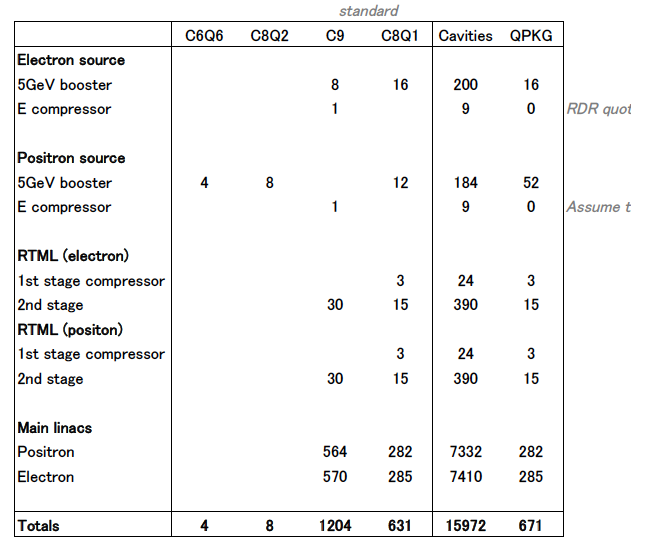 standard
C6Q6 C8Q2 C9 C8Q1 Cavities QPKG
Electron source
5GeV booster 8 16 200 16
E compressor 1 9 0 RDR quot
Positron source
5GeV booster 4 8 12 184 52
E compressor 1 9 0 Assume t
RTML (electron)
1st stage compressor 3 24 3
2nd stage 30 15 390 15
RTML (positon)
1st stage compressor 3 24 3
2nd stage 30 15 390 15
Main linacs
Positron 564 282 7332 282
Electron 570 285 7410 285
Totals 4 8 1204 631 15972 671